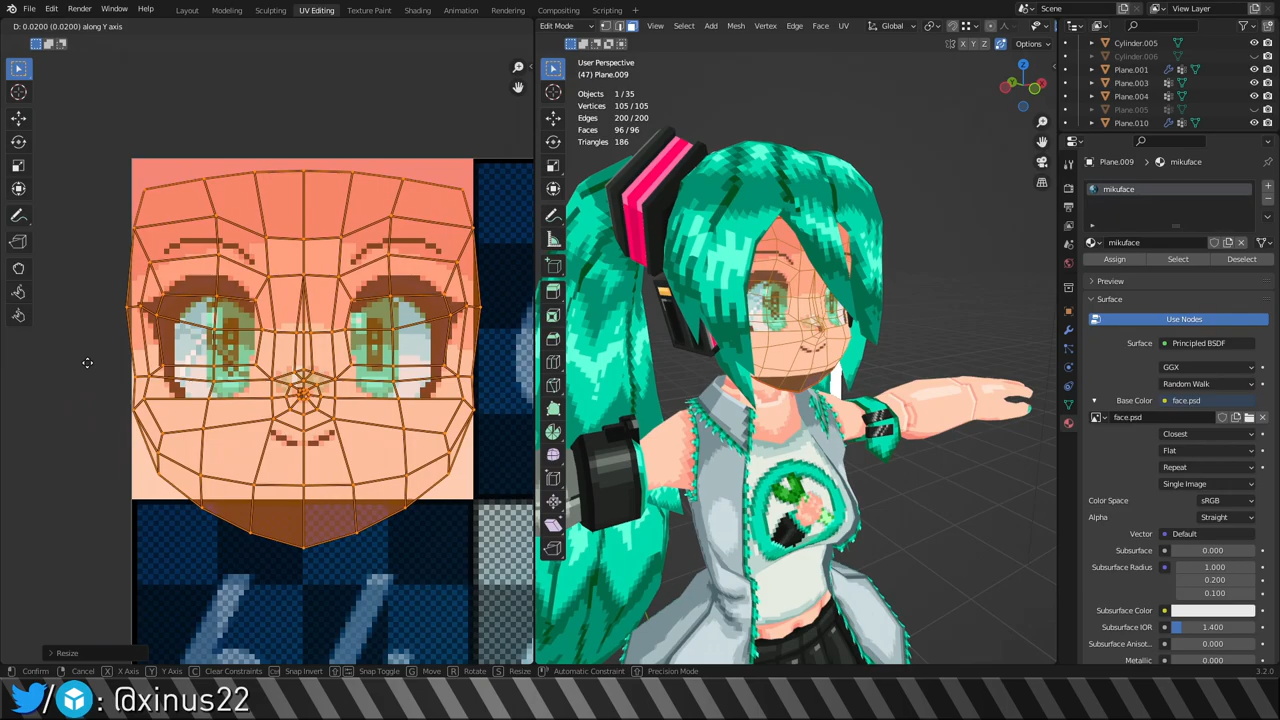 File Edit Render Window Help Layout Modeling Sculpting UV Editing Texture Paint Shading Animation Rendering Compositing Scripting Scene View Layer
D: 0.0200 (0.0200) along Y axis
Edit Mode View Select Add Mesh Vertex Edge Face UV Global
X Y Z Options
User Perspective
(47) Plane.009
Objects 1/35
Vertices 105/105
Edges 200/200
Faces 96/96
Triangles 186
Cylinder.005
Cylinder.006
Plane.001
Plane.003
Plane.004
Plane.005
Plane.010
Plane.009 mikuface
mikuface
mikuface
Assign Select Deselect
Preview
Surface
Use Nodes
Surface Principled BSDF
GGX
Random Walk
Base Color face.psd
face.psd
Closest
Flat
Repeat
Single Image
Color Space sRGB
Alpha Straight
Vector Default
Subsurface 0.000
Subsurface Radius 1.000
0.200
0.100
Subsurface Color
Subsurface IOR 1.400
Subsurface Anisot.. 0.000
Metallic 0.000
Resize
Confirm Cancel X X Axis Y Y Axis C Clear Constraints Snap Invert Snap Toggle G Move R Rotate S Resize Automatic Constraint Precision Mode 3.2.0
/ : @xinus22